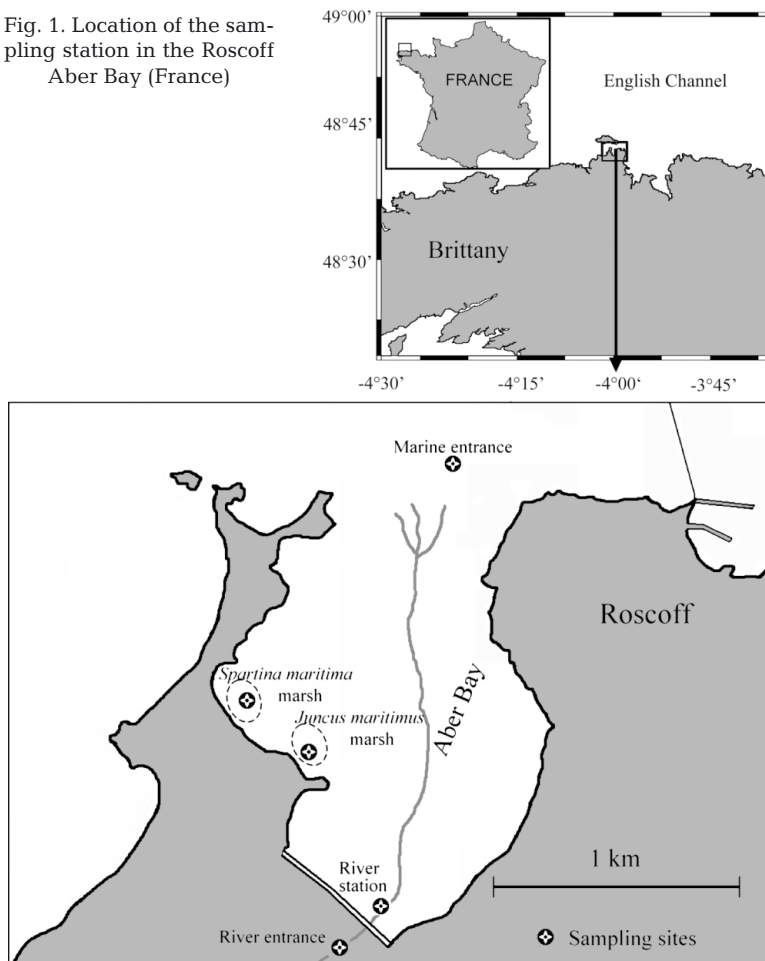 Fig. 1. Location of the sam-
pling station in the Roscoff
Aber Bay (France)
49°00’
48°45’
48°30’
FRANCE
English Channel
Brittany
-4°30’
-4°15’
-4°00‘
-3°45’
Marine entrance
Roscoff
Spartina maritima
marsh
Juncus maritimus
marsh
Aber Bay
River
station
River entrance
1 km
Sampling sites